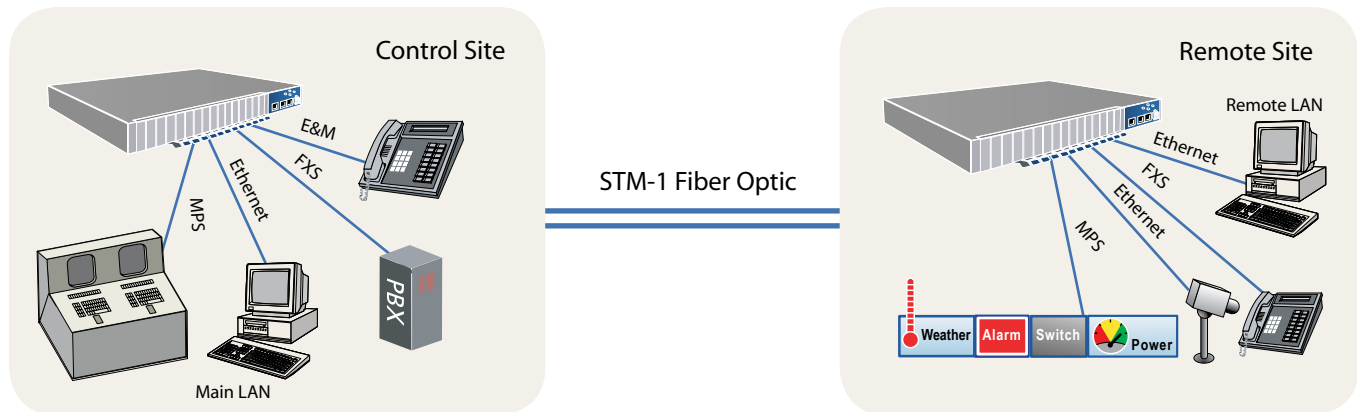 Control Site
E&M
FXS
Ethernet
MPS
PBX
Main LAN
STM-1 Fiber Optic
Remote Site
Remote LAN
Ethernet
FXS
Ethernet
MPS
Weather
Alarm
Switch
Power